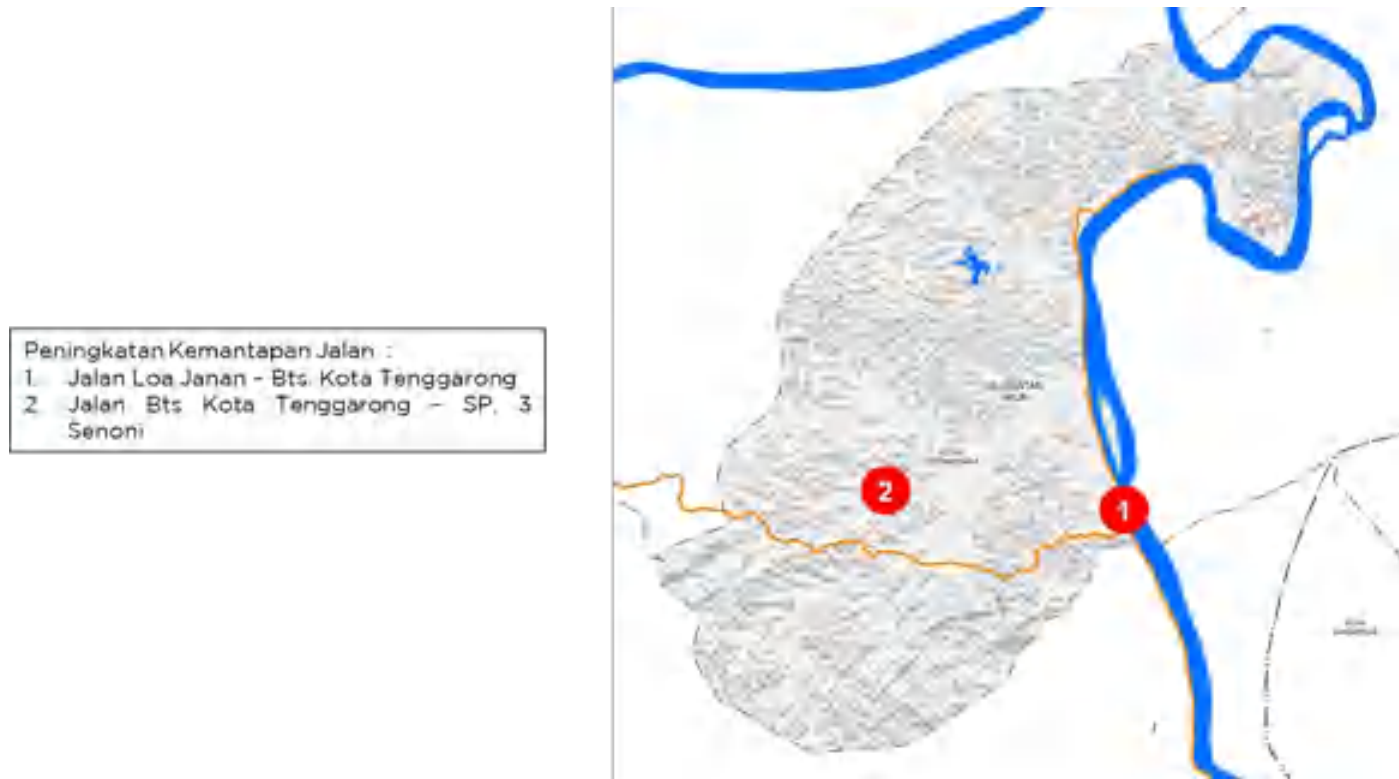 Peningkatan Kemantapan Jalan :
1. Jalan Loa Janan - Bts. Kota Tenggarong
2. Jalan Bts Kota Tenggarong – SP. 3
Senoni
2
1